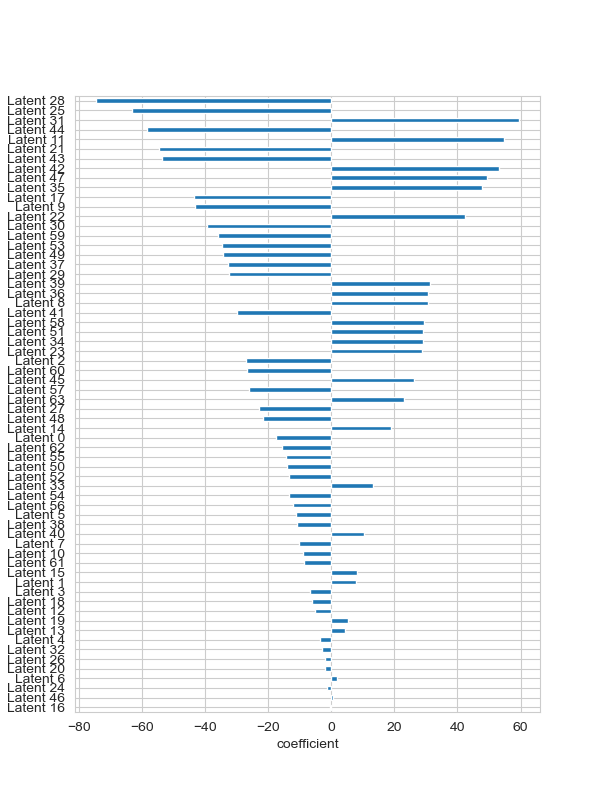 Latent 28
Latent 25
Latent 31
Latent 44
Latent 11
Latent 21
Latent 43
Latent 42
Latent 47
Latent 35
Latent 17
Latent 9
Latent 22
Latent 30
Latent 59
Latent 53
Latent 49
Latent 37
Latent 29
Latent 39
Latent 36
Latent 8
Latent 41
Latent 58
Latent 51
Latent 34
Latent 23
Latent 2
Latent 60
Latent 45
Latent 57
Latent 63
Latent 27
Latent 48
Latent 14
Latent 0
Latent 62
Latent 55
Latent 50
Latent 52
Latent 33
Latent 54
Latent 56
Latent 5
Latent 38
Latent 40
Latent 7
Latent 10
Latent 61
Latent 15
Latent 1
Latent 3
Latent 18
Latent 12
Latent 19
Latent 13
Latent 4
Latent 32
Latent 26
Latent 20
Latent 6
Latent 24
Latent 46
Latent 16
−80 −60 −40 −20 0 20 40 60
coefficient